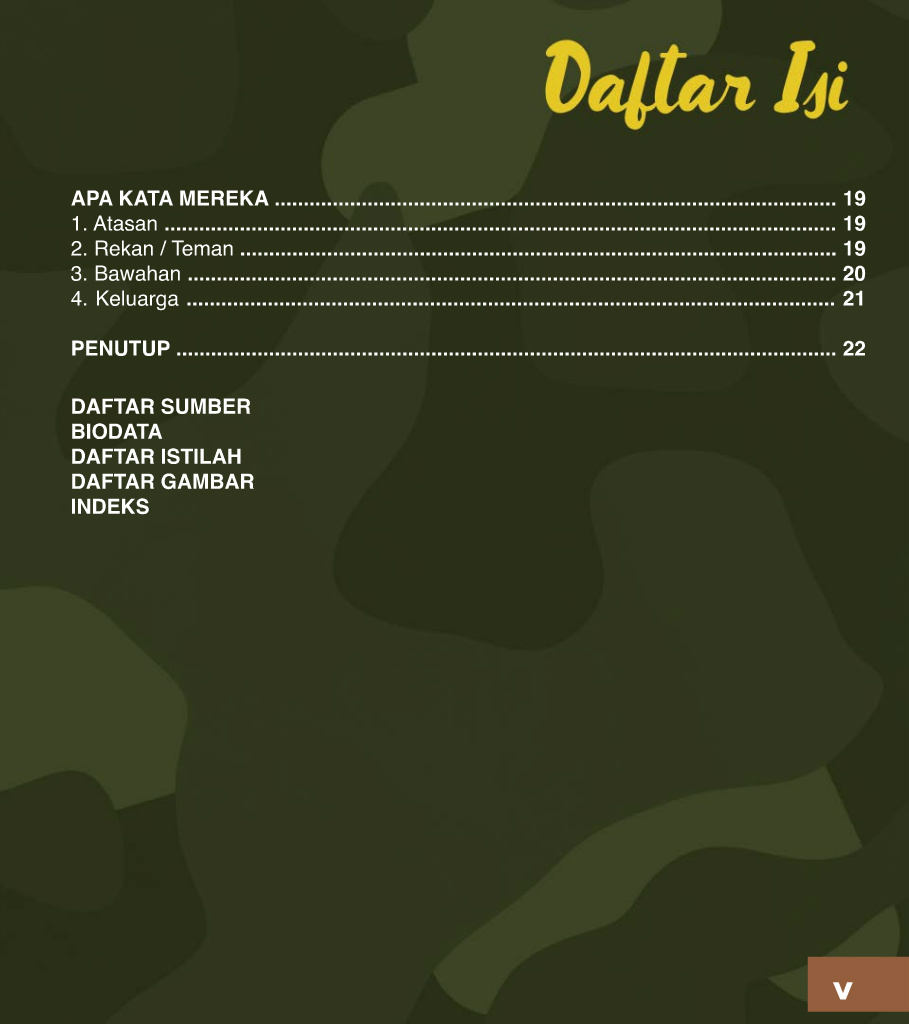 Daftar Isi
APA KATA MEREKA ................................................................................................. 19
1. Atasan .................................................................................................................... 19
2. Rekan / Teman ....................................................................................................... 19
3. Bawahan ................................................................................................................ 20
4. Keluarga ................................................................................................................ 21
PENUTUP .................................................................................................................. 22
DAFTAR SUMBER
BIODATA
DAFTAR ISTILAH
DAFTAR GAMBAR
INDEKS
v